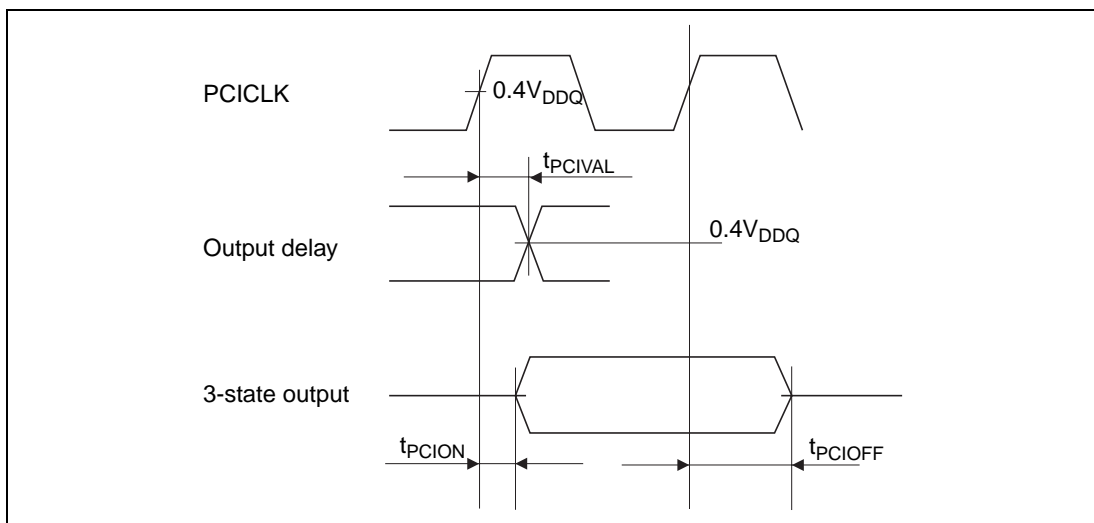 PCICLK
0.4VDDQ
tPCIVAL
Output delay
0.4VDDQ
3-state output
tPCION
tPCIOFF